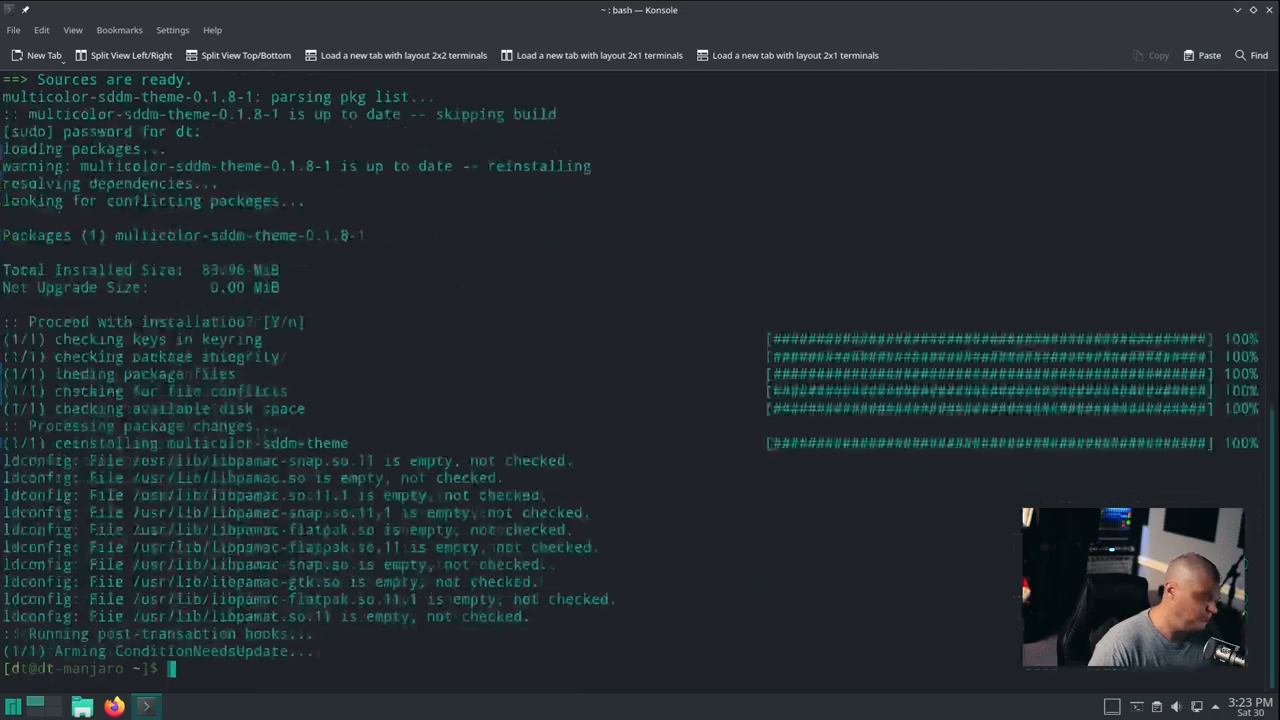 ~ : bash — Konsole
File Edit View Bookmarks Settings Help
New Tab Split View Left/Right Split View Top/Bottom Load a new tab with layout 2x2 terminals Load a new tab with layout 2x1 terminals Load a new tab with layout 2x1 terminals Copy Paste Find
==> Sources are ready.
multicolor-sddm-theme-0.1.8-1: parsing pkg list...
:: multicolor-sddm-theme-0.1.8-1 is up to date -- skipping build
[sudo] password for dt:
loading packages...
warning: multicolor-sddm-theme-0.1.8-1 is up to date -- reinstalling
resolving dependencies...
looking for conflicting packages...
Packages (1) multicolor-sddm-theme-0.1.8-1
Total Installed Size: 83.96 MiB
Net Upgrade Size: 0.00 MiB
:: Proceed with installation? [Y/n]
(1/1) checking keys in keyring [######################################################] 100%
(1/1) checking package integrity [######################################################] 100%
(1/1) loading package files [######################################################] 100%
(1/1) checking for file conflicts [######################################################] 100%
(1/1) checking available disk space [######################################################] 100%
:: Processing package changes...
(1/1) reinstalling multicolor-sddm-theme [######################################################] 100%
ldconfig: File /usr/lib/libpamac-snap.so.11 is empty, not checked.
ldconfig: File /usr/lib/libpamac.so is empty, not checked.
ldconfig: File /usr/lib/libpamac.so.11.1 is empty, not checked.
ldconfig: File /usr/lib/libpamac-snap.so.11.1 is empty, not checked.
ldconfig: File /usr/lib/libpamac-flatpak.so is empty, not checked.
ldconfig: File /usr/lib/libpamac-flatpak.so.11 is empty, not checked.
ldconfig: File /usr/lib/libpamac-snap.so is empty, not checked.
ldconfig: File /usr/lib/libpamac-gtk.so is empty, not checked.
ldconfig: File /usr/lib/libpamac-flatpak.so.11.1 is empty, not checked.
ldconfig: File /usr/lib/libpamac.so.11 is empty, not checked.
:: Running post-transaction hooks...
(1/1) Arming ConditionNeedsUpdate...
[dt@dt-manjaro ~]$
3:23 PM
Sat 30